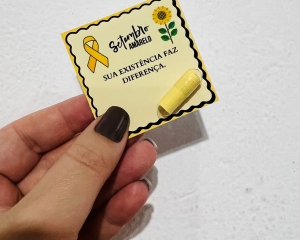 Setembro
AMARELO
SUA EXISTÊNCIA FAZ
DIFERENÇA.